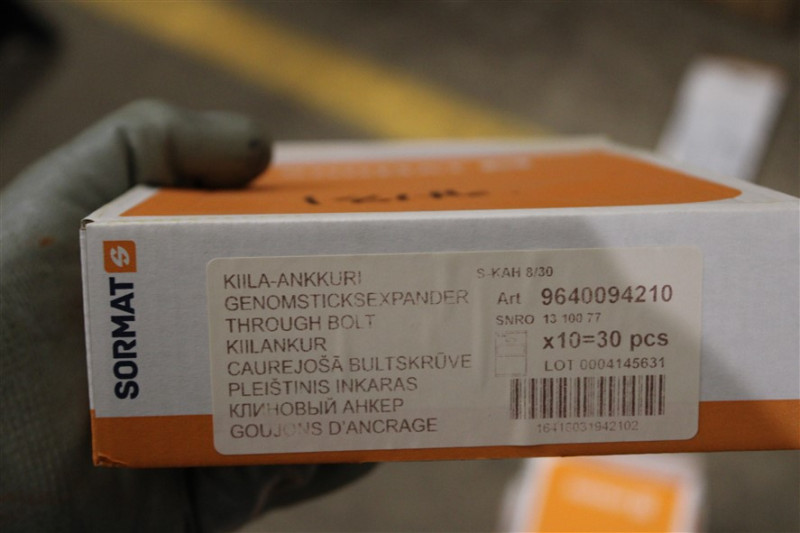 SORMAT
KIILA-ANKKURI
GENOMSTICKSEXPANDER
THROUGH BOLT
KIILANKUR
CAUREJOŠĀ BULTSKRŪVE
PLEIŠTINIS INKARAS
КЛИНОВЫЙ АНКЕР
GOUJONS D'ANCRAGE
S-KAH 8/30
Art 9640094210
SNRO 13 100 77
x10=30 pcs
LOT 0004145631
16418031942102